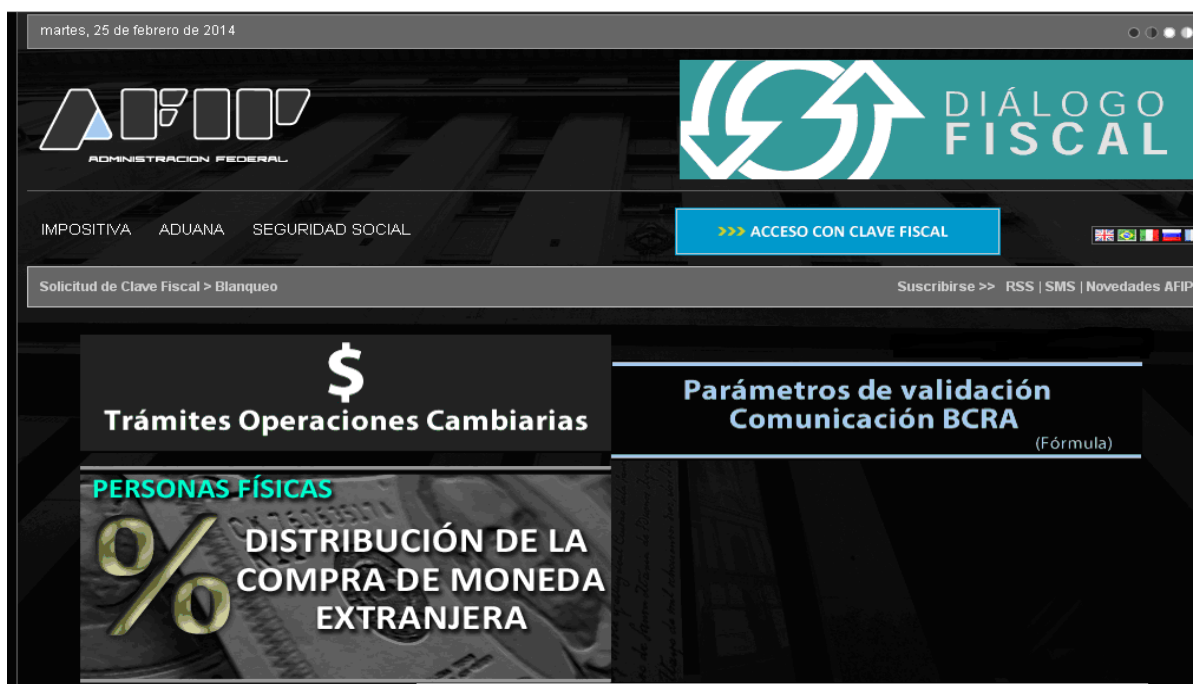 martes, 25 de febrero de 2014
AFIP
ADMINISTRACION FEDERAL
DIÁLOGO
FISCAL
IMPOSITIVA ADUANA SEGURIDAD SOCIAL
>>> ACCESO CON CLAVE FISCAL
Solicitud de Clave Fiscal > Blanqueo
Suscribirse >> RSS | SMS | Novedades AFIP
$
Trámites Operaciones Cambiarias
Parámetros de validación
Comunicación BCRA
(Fórmula)
PERSONAS FÍSICAS
%
DISTRIBUCIÓN DE LA
COMPRA DE MONEDA
EXTRANJERA